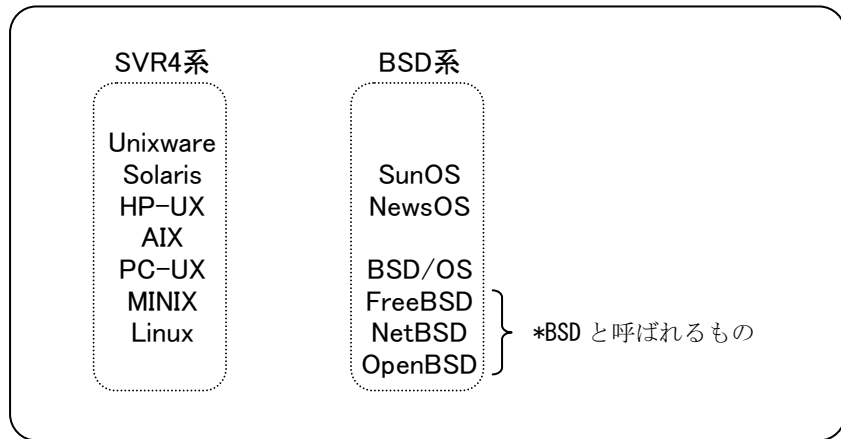 SVR4系
Unixware
Solaris
HP-UX
AIX
PC-UX
MINIX
Linux
BSD系
SunOS
NewsOS
BSD/OS
FreeBSD
NetBSD
OpenBSD
*BSD と呼ばれるもの